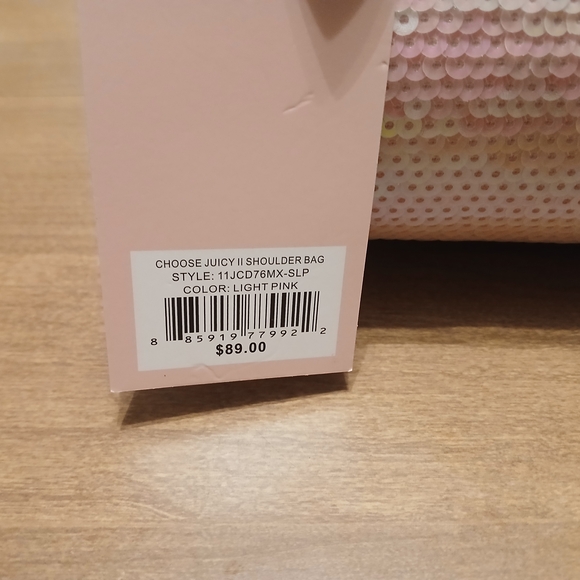 CHOOSE JUICY II SHOULDER BAG
STYLE: 11JCD76MX-SLP
COLOR: LIGHT PINK
8 85919 77992 2
$89.00